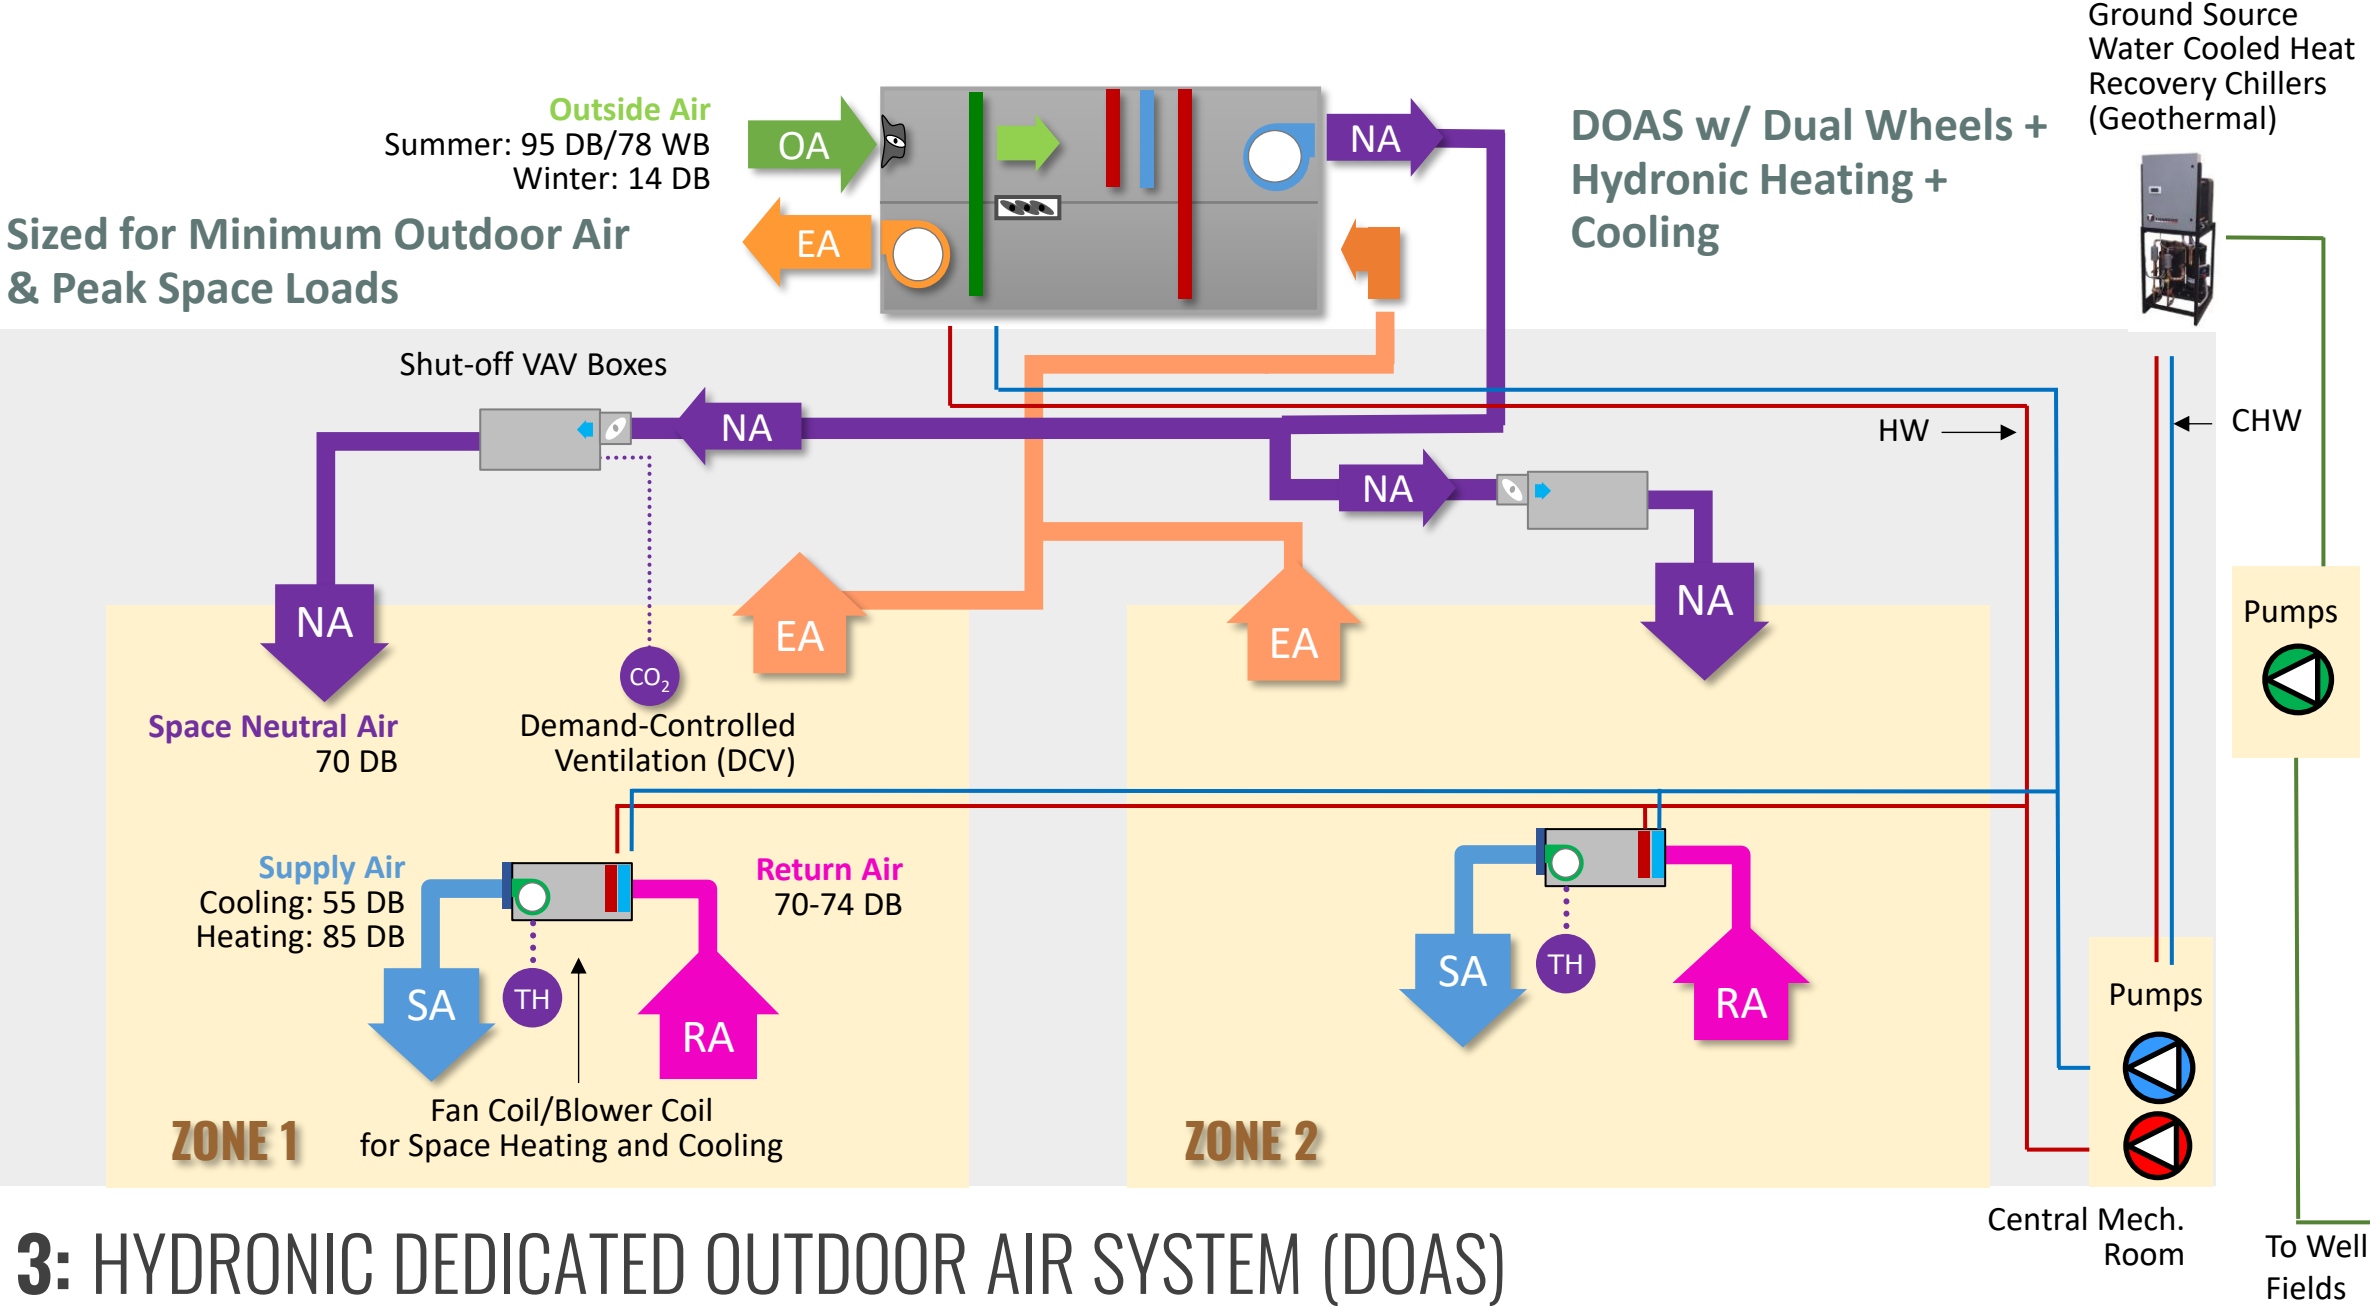 Ground Source
Water Cooled Heat
Recovery Chillers
(Geothermal)
Outside Air
Summer: 95 DB/78 WB
Winter: 14 DB
OA
NA
DOAS w/ Dual Wheels +
Hydronic Heating +
Cooling
Sized for Minimum Outdoor Air
& Peak Space Loads
EA
Shut-off VAV Boxes
NA
HW
CHW
NA
NA
EA
EA
NA
Pumps
CO₂
Space Neutral Air
70 DB
Demand-Controlled
Ventilation (DCV)
Supply Air
Cooling: 55 DB
Heating: 85 DB
Return Air
70-74 DB
SA
TH
RA
SA
TH
RA
Pumps
Fan Coil/Blower Coil
for Space Heating and Cooling
ZONE 1
ZONE 2
Central Mech.
Room
To Well
Fields
3: HYDRONIC DEDICATED OUTDOOR AIR SYSTEM (DOAS)